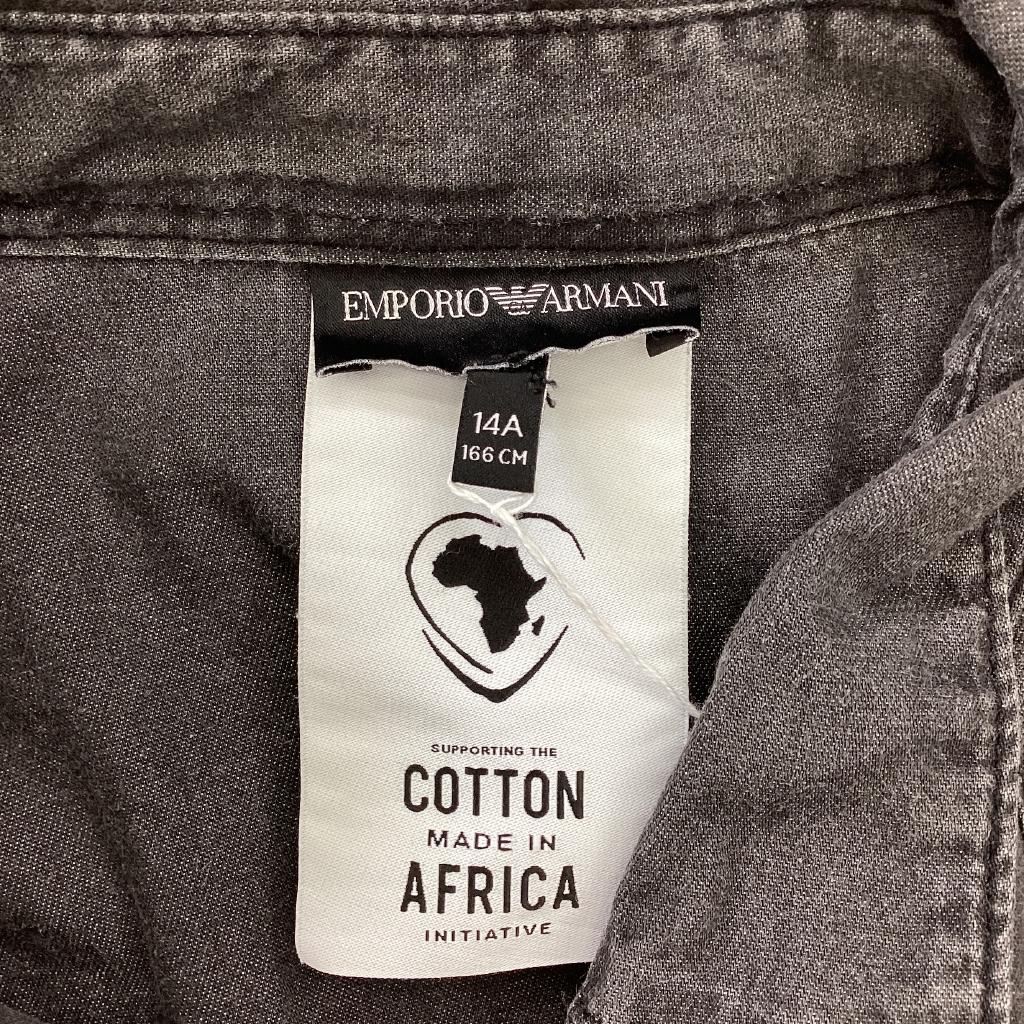 EMPORIO ARMANI
14A
166 CM
SUPPORTING THE
COTTON
MADE IN
AFRICA
INITIATIVE